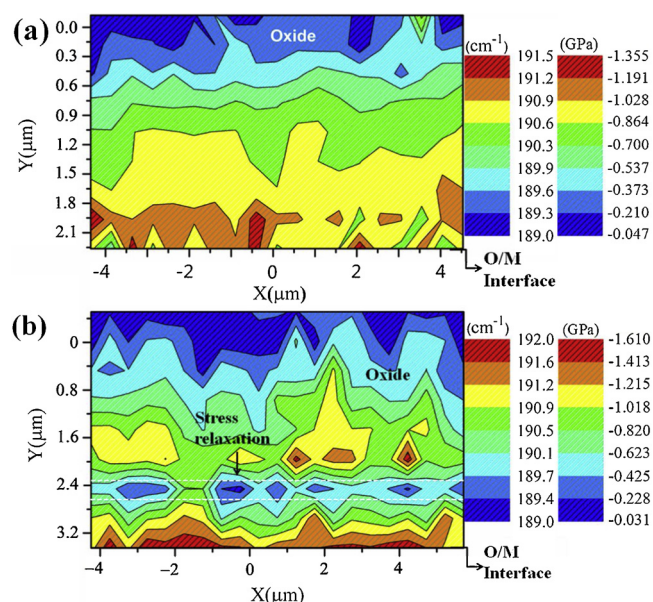 (a)
Oxide
(cm⁻¹) (GPa)
0.0
0.3
0.6
0.9
1.2
1.5
1.8
2.1
Y(μm)
191.5 -1.355
191.2 -1.191
190.9 -1.028
190.6 -0.864
190.3 -0.700
189.9 -0.537
189.6 -0.373
189.3 -0.210
189.0 -0.047
-4 -2 0 2 4
X(μm)
O/M
Interface
(b)
Oxide
Stress
relaxation
(cm⁻¹) (GPa)
0
0.8
1.6
2.4
3.2
Y(μm)
192.0 -1.610
191.6 -1.413
191.2 -1.215
190.9 -1.018
190.5 -0.820
190.1 -0.623
189.7 -0.425
189.4 -0.228
189.0 -0.031
−4 −2 0 2 4
X(μm)
O/M
Interface